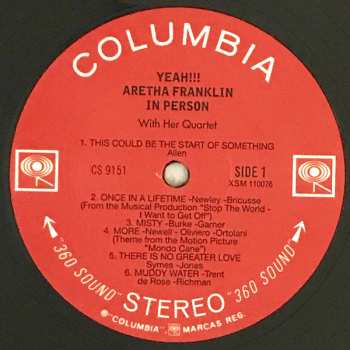 COLUMBIA
YEAH!!!
ARETHA FRANKLIN
IN PERSON
With Her Quartet
1. THIS COULD BE THE START OF SOMETHING
Allen
CS 9151
SIDE 1
XSM 110076
2. ONCE IN A LIFETIME -Newley -Bricusse
(From the Musical Production "Stop The World -
I Want to Get Off")
3. MISTY -Burke -Garner
4. MORE -Newell - Oliviero -Ortolani
(Theme from the Motion Picture
"Mondo Cane")
5. THERE IS NO GREATER LOVE
Symes -Jones
6. MUDDY WATER -Trent
de Rose -Richman
"360 SOUND" STEREO "360 SOUND"
® "COLUMBIA", MARCAS REG.